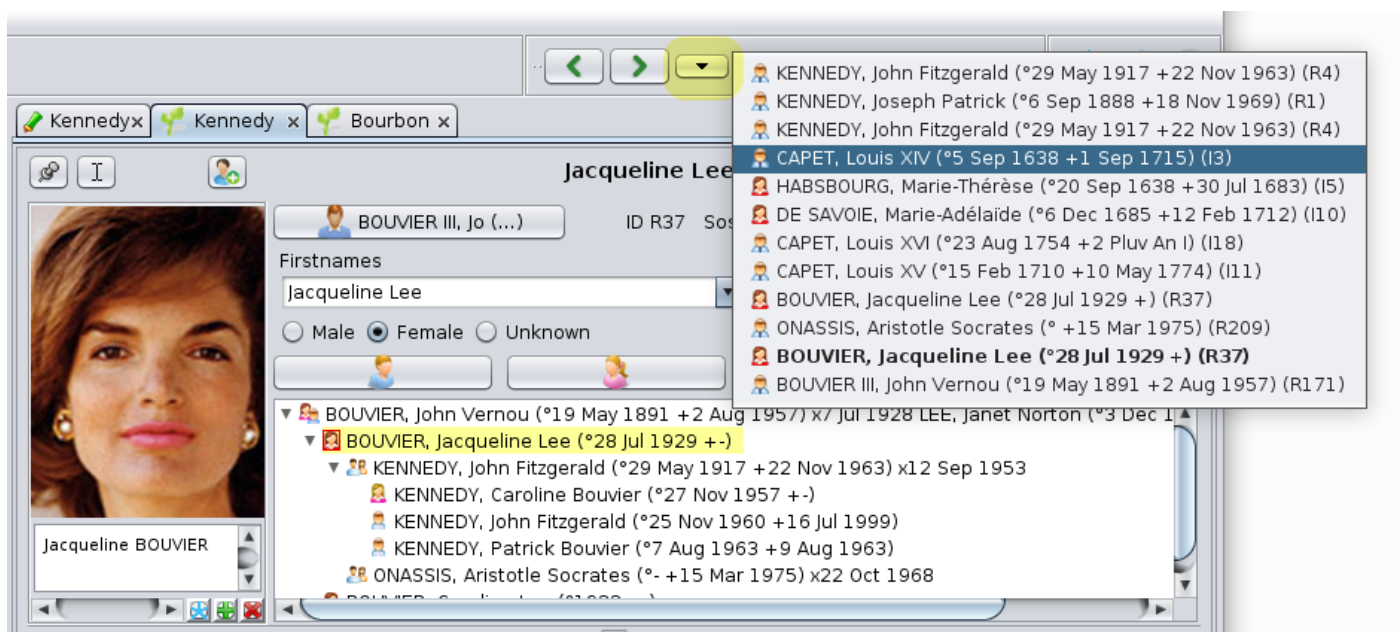 KENNEDY, John Fitzgerald (°29 May 1917 +22 Nov 1963) (R4)
KENNEDY, Joseph Patrick (°6 Sep 1888 +18 Nov 1969) (R1)
KENNEDY, John Fitzgerald (°29 May 1917 +22 Nov 1963) (R4)
CAPET, Louis XIV (°5 Sep 1638 +1 Sep 1715) (I3)
HABSBOURG, Marie-Thérèse (°20 Sep 1638 +30 Jul 1683) (I5)
DE SAVOIE, Marie-Adélaïde (°6 Dec 1685 +12 Feb 1712) (I10)
CAPET, Louis XVI (°23 Aug 1754 +2 Pluv An I) (I18)
CAPET, Louis XV (°15 Feb 1710 +10 May 1774) (I11)
BOUVIER, Jacqueline Lee (°28 Jul 1929 +) (R37)
ONASSIS, Aristotle Socrates (° +15 Mar 1975) (R209)
BOUVIER, Jacqueline Lee (°28 Jul 1929 +) (R37)
BOUVIER III, John Vernou (°19 May 1891 +2 Aug 1957) (R171)
Kennedy x Kennedy x Bourbon x
Jacqueline Lee
BOUVIER III, Jo (...) ID R37
Firstnames
Jacqueline Lee
Male Female Unknown
BOUVIER, John Vernou (°19 May 1891 +2 Aug 1957) x7 Jul 1928 LEE, Janet Norton (°3 Dec 1
BOUVIER, Jacqueline Lee (°28 Jul 1929 +-)
KENNEDY, John Fitzgerald (°29 May 1917 +22 Nov 1963) x12 Sep 1953
KENNEDY, Caroline Bouvier (°27 Nov 1957 +-)
KENNEDY, John Fitzgerald (°25 Nov 1960 +16 Jul 1999)
KENNEDY, Patrick Bouvier (°7 Aug 1963 +9 Aug 1963)
ONASSIS, Aristotle Socrates (°- +15 Mar 1975) x22 Oct 1968
Jacqueline BOUVIER